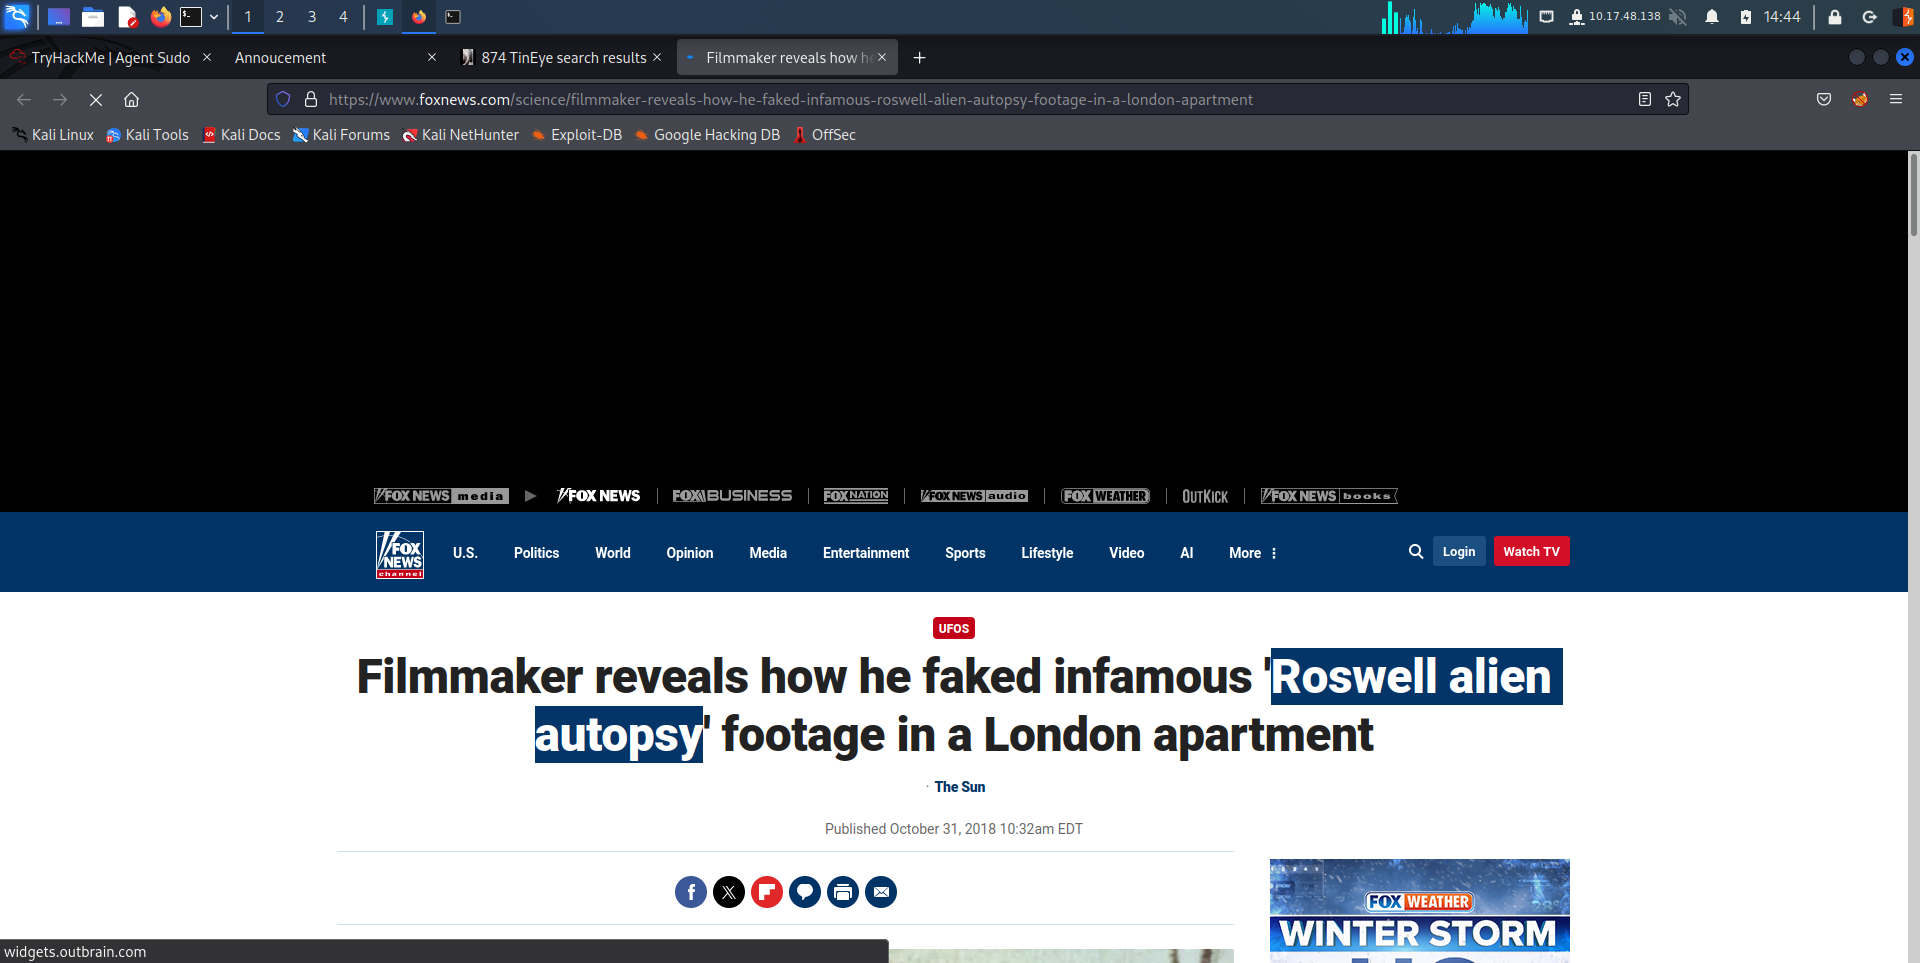 1 2 3 4 10.17.48.138 14:44
TryHackMe | Agent Sudo Annoucement 874 TinEye search results Filmmaker reveals how he
https://www.foxnews.com/science/filmmaker-reveals-how-he-faked-infamous-roswell-alien-autopsy-footage-in-a-london-apartment
Kali Linux Kali Tools Kali Docs Kali Forums Kali NetHunter Exploit-DB Google Hacking DB OffSec
FOX NEWS media FOX NEWS FOX BUSINESS FOX NATION FOX NEWS audio FOX WEATHER OUTKICK FOX NEWS books
FOX NEWS channel U.S. Politics World Opinion Media Entertainment Sports Lifestyle Video AI More Login Watch TV
UFOS
Filmmaker reveals how he faked infamous 'Roswell alien
autopsy' footage in a London apartment
· The Sun
Published October 31, 2018 10:32am EDT
FOX WEATHER
WINTER STORM
widgets.outbrain.com